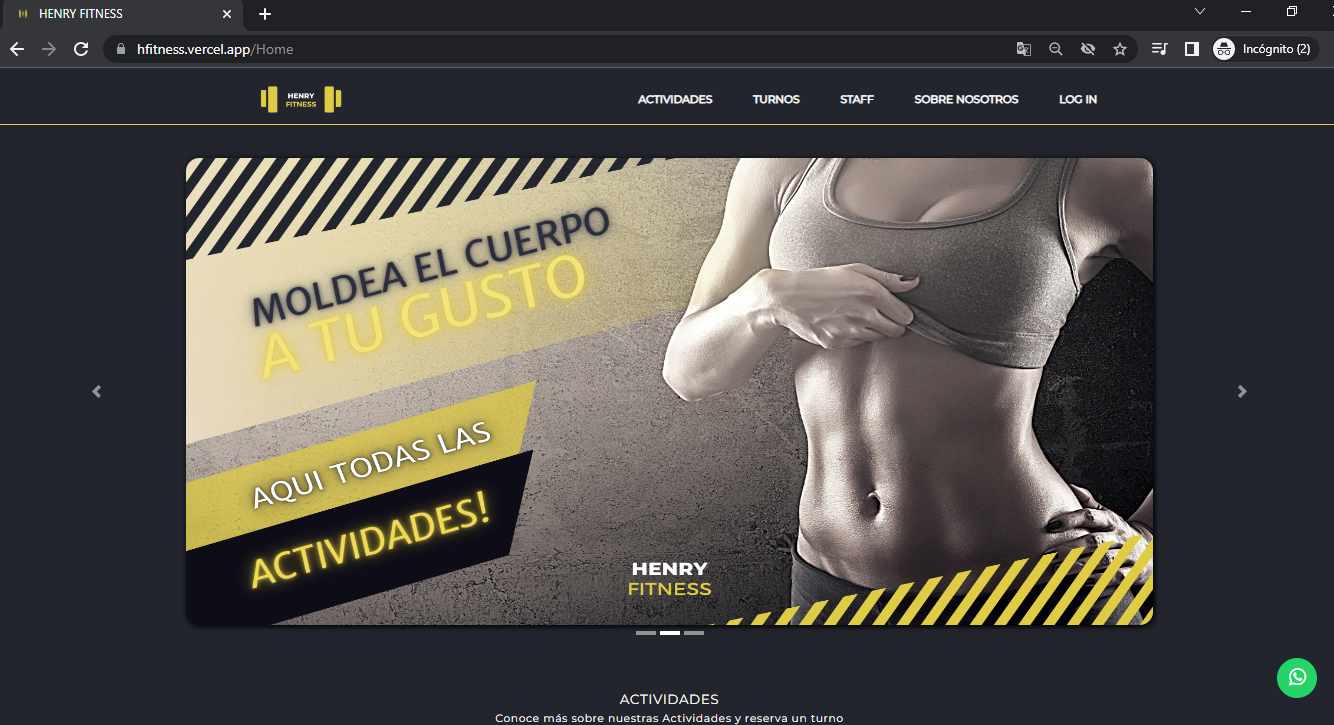 HENRY FITNESS
hfitness.vercel.app/Home
Incógnito (2)
HENRY
FITNESS
ACTIVIDADES
TURNOS
STAFF
SOBRE NOSOTROS
LOG IN
MOLDEA EL CUERPO
A TU GUSTO
AQUI TODAS LAS
ACTIVIDADES!
HENRY
FITNESS
ACTIVIDADES
Conoce más sobre nuestras Actividades y reserva un turno